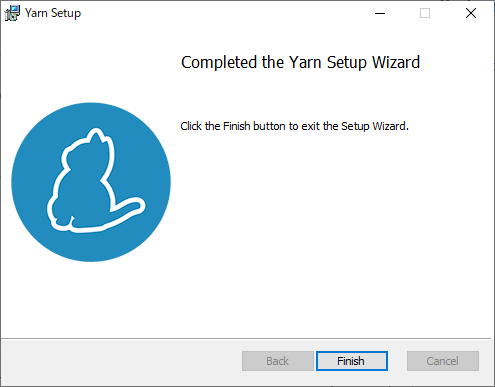 Yarn Setup
Completed the Yarn Setup Wizard
Click the Finish button to exit the Setup Wizard.
Back
Finish
Cancel